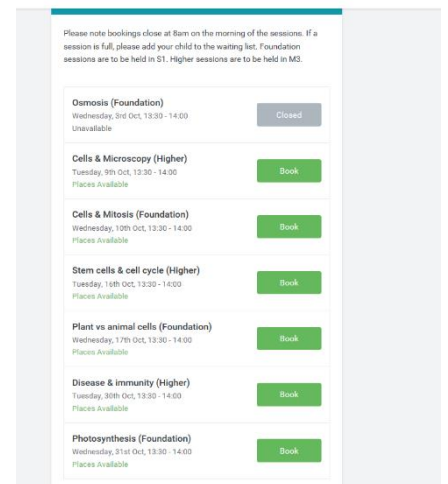 Please note bookings close at 8am on the morning of the sessions. If a
session is full, please add your child to the waiting list. Foundation
sessions are to be held in S1. Higher sessions are to be held in M3.
Osmosis (Foundation)
Wednesday, 3rd Oct, 13:30 - 14:00
Unavailable
Closed
Cells & Microscopy (Higher)
Tuesday, 9th Oct, 13:30 - 14:00
Places Available
Book
Cells & Mitosis (Foundation)
Wednesday, 10th Oct, 13:30 - 14:00
Places Available
Book
Stem cells & cell cycle (Higher)
Tuesday, 16th Oct, 13:30 - 14:00
Places Available
Book
Plant vs animal cells (Foundation)
Wednesday, 17th Oct, 13:30 - 14:00
Places Available
Book
Disease & immunity (Higher)
Tuesday, 30th Oct, 13:30 - 14:00
Places Available
Book
Photosynthesis (Foundation)
Wednesday, 31st Oct, 13:30 - 14:00
Places Available
Book